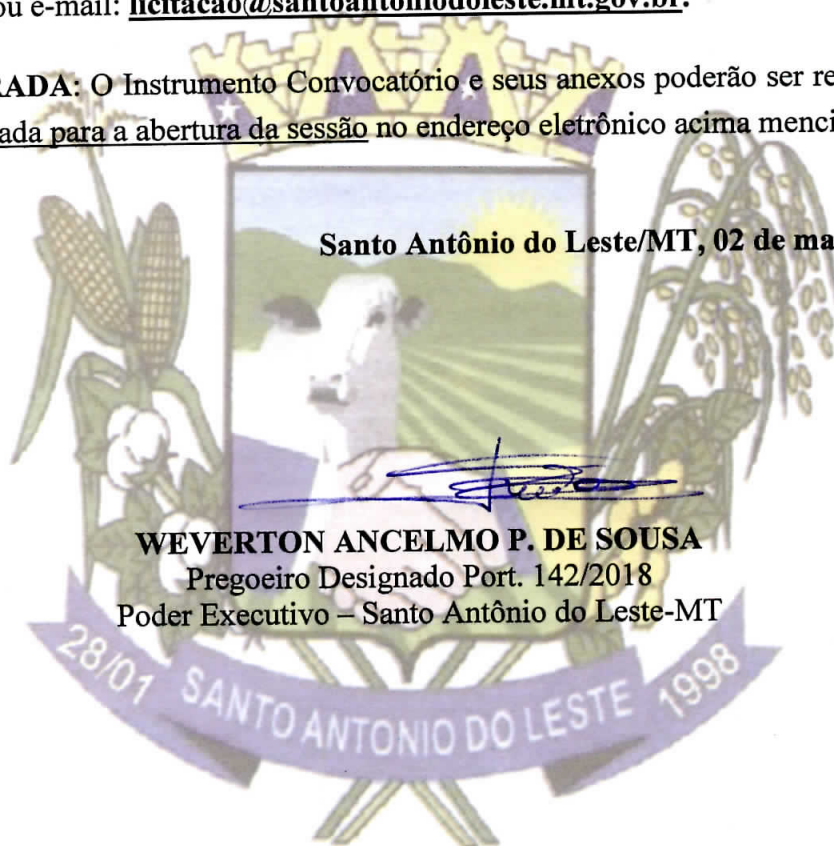 ou e-mail: licitacao@santoantoniodoleste.mt.gov.br.
RADA: O Instrumento Convocatório e seus anexos poderão ser re
ada para a abertura da sessão no endereço eletrônico acima menci
Santo Antônio do Leste/MT, 02 de ma
WEVERTON ANCELMO P. DE SOUSA
Pregoeiro Designado Port. 142/2018
Poder Executivo – Santo Antônio do Leste-MT
28/01 SANTO ANTONIO DO LESTE 1998